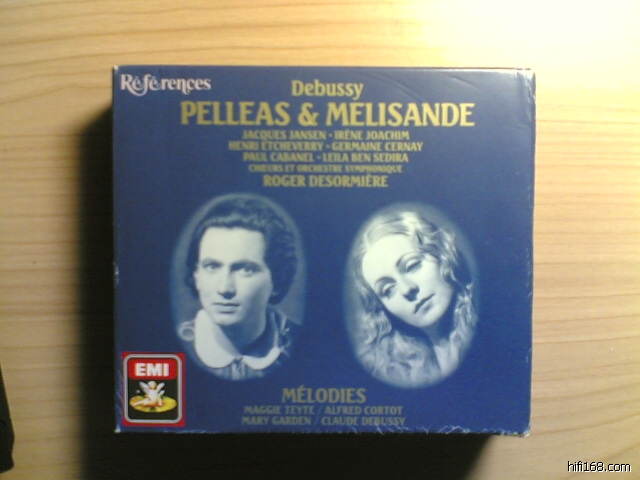 Références
Debussy
PELLEAS & MELISANDE
JACQUES JANSEN · IRÈNE JOACHIM
HENRI ETCHEVERRY · GERMAINE CERNAY
PAUL CABANEL · LEILA BEN SEDIRA
CHŒURS ET ORCHESTRE SYMPHONIQUE
ROGER DESORMIÈRE
EMI
MÉLODIES
MAGGIE TEYTE / ALFRED CORTOT
MARY GARDEN / CLAUDE DEBUSSY
hifi168.com